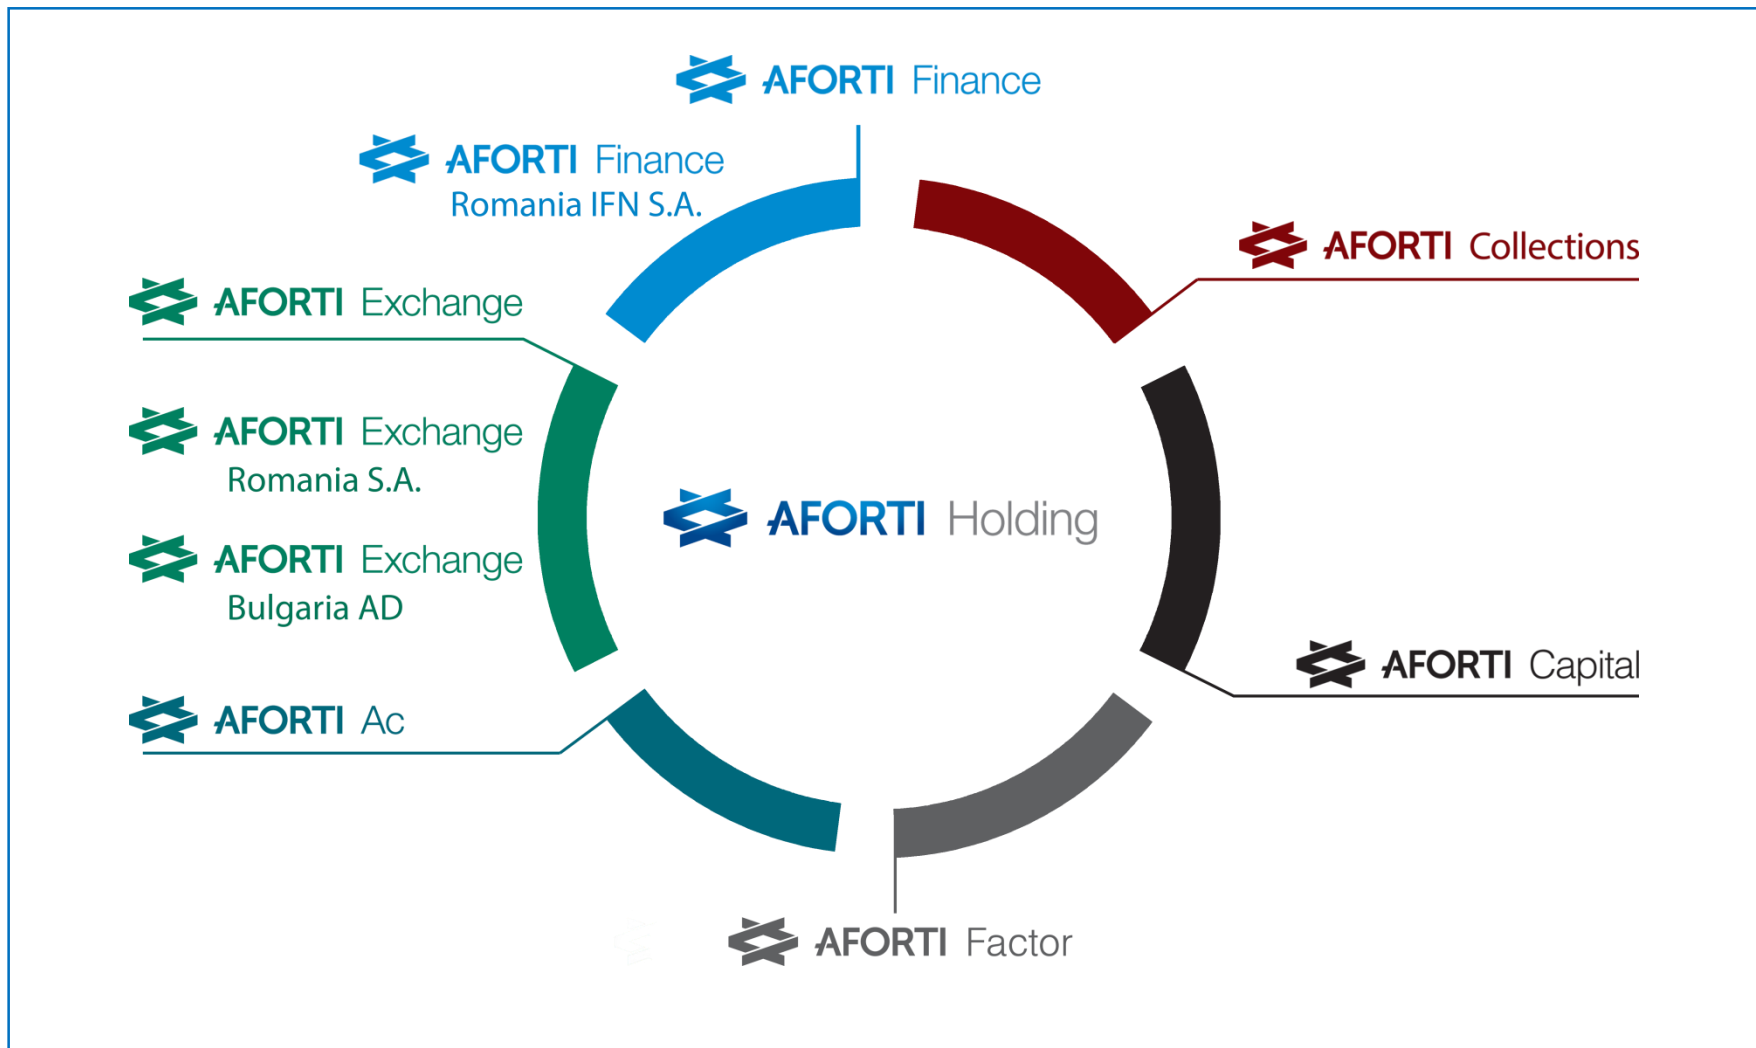 AFORTI Finance
AFORTI Finance
Romania IFN S.A.
AFORTI Collections
AFORTI Exchange
AFORTI Exchange
Romania S.A.
AFORTI Holding
AFORTI Exchange
Bulgaria AD
AFORTI Capital
AFORTI Ac
AFORTI Factor